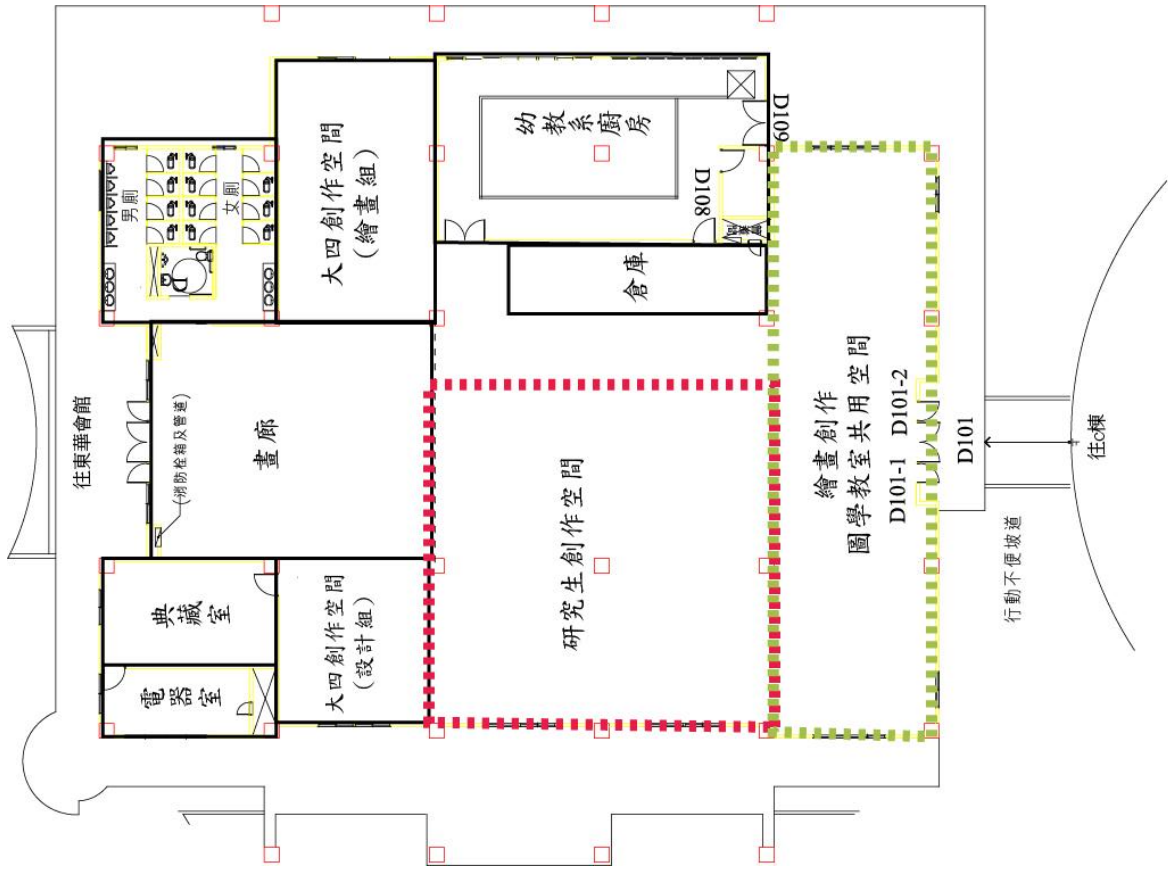 男廁
女廁
大四創作空間
(繪畫組)
幼教系廚房
D109
D108
倉庫
往東華會館
(消防栓箱及管道)
畫廊
繪畫創作
圖學教室共用空間
D101-1 D101-2
D101
往c棟
行動不便坡道
典藏室
電器室
大四創作空間
(設計組)
研究生創作空間